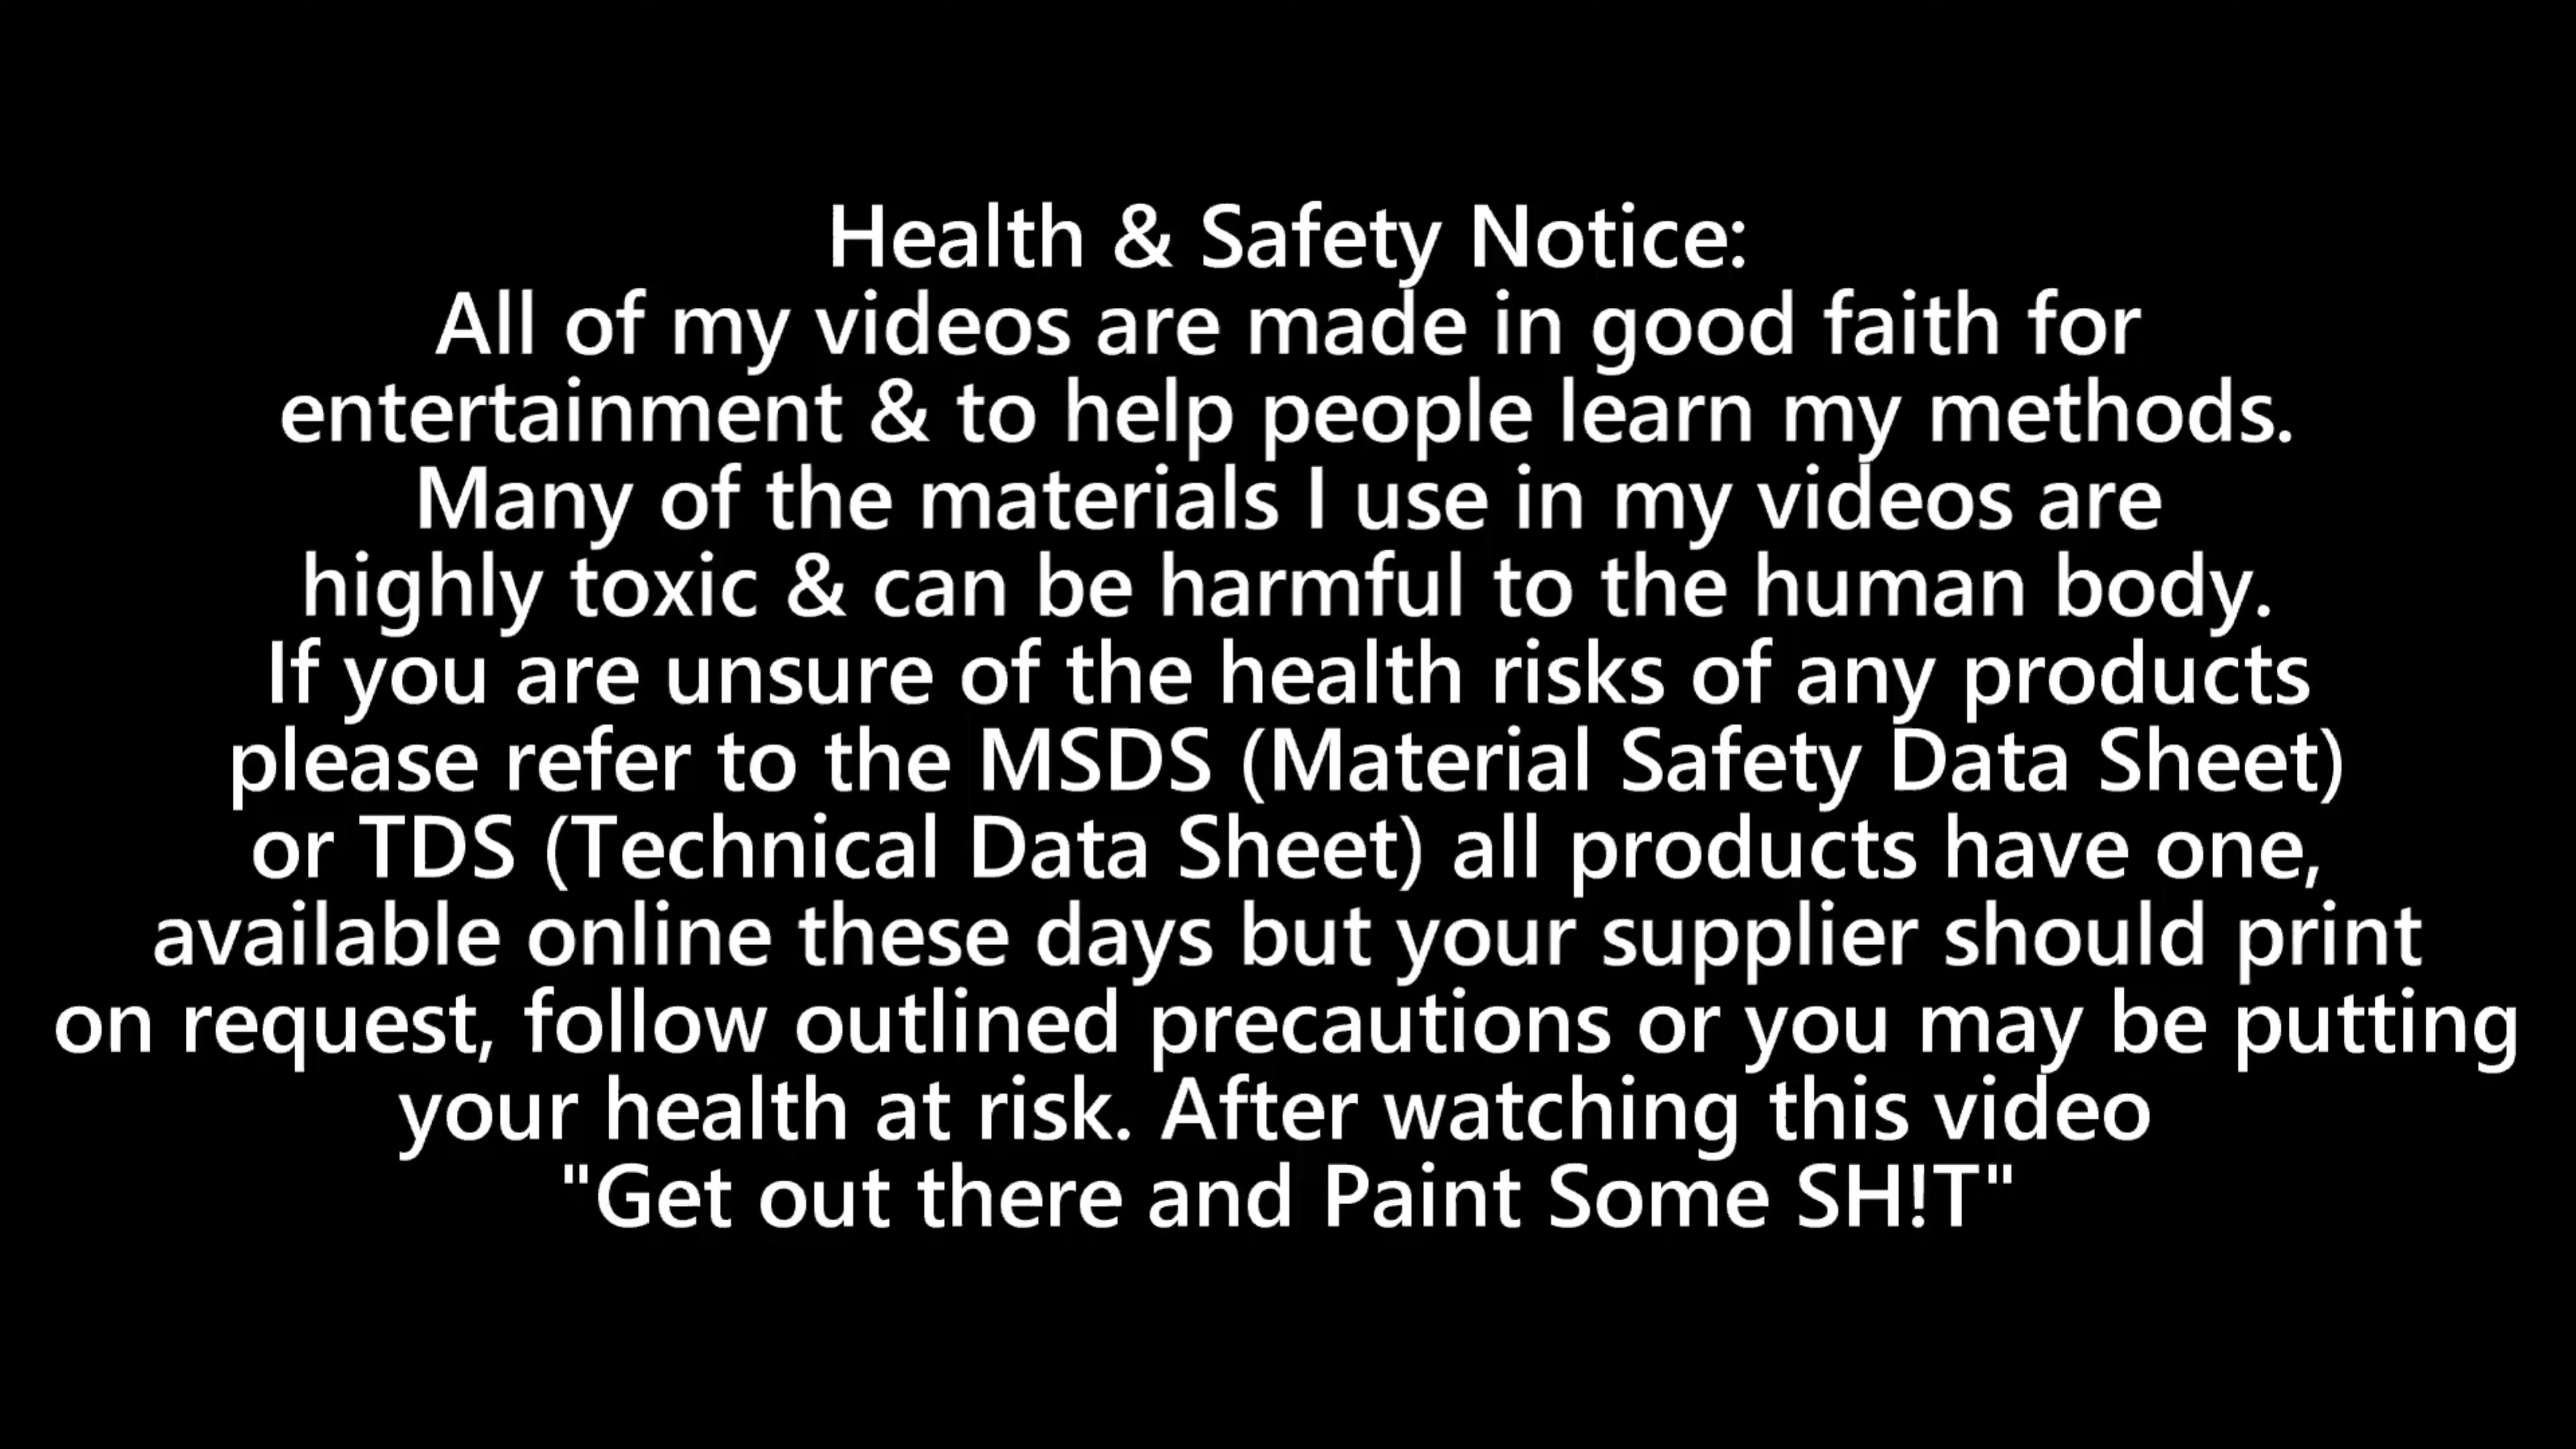 Health & Safety Notice:
All of my videos are made in good faith for
entertainment & to help people learn my methods.
Many of the materials I use in my videos are
highly toxic & can be harmful to the human body.
If you are unsure of the health risks of any products
please refer to the MSDS (Material Safety Data Sheet)
or TDS (Technical Data Sheet) all products have one,
available online these days but your supplier should print
on request, follow outlined precautions or you may be putting
your health at risk. After watching this video
"Get out there and Paint Some SH!T"